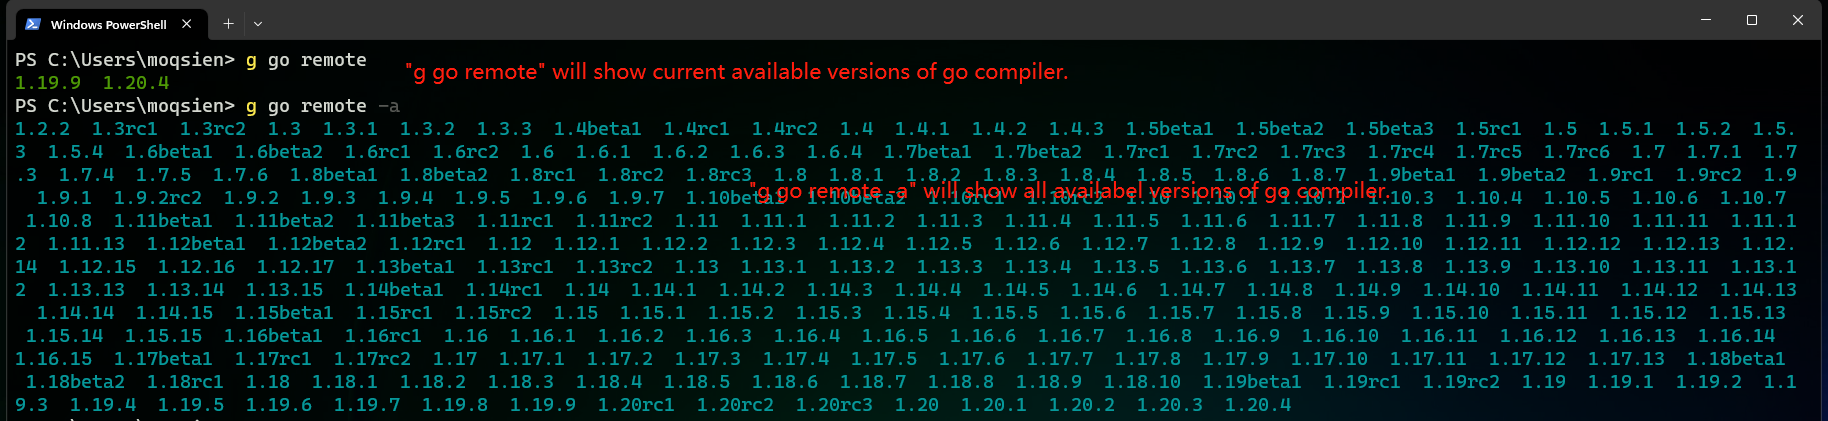 Windows PowerShell
PS C:\Users\moqsien> g go remote
"g go remote" will show current available versions of go compiler.
1.19.9 1.20.4
PS C:\Users\moqsien> g go remote -a
1.2.2 1.3rc1 1.3rc2 1.3 1.3.1 1.3.2 1.3.3 1.4beta1 1.4rc1 1.4rc2 1.4 1.4.1 1.4.2 1.4.3 1.5beta1 1.5beta2 1.5beta3 1.5rc1 1.5 1.5.1 1.5.2 1.5.
3 1.5.4 1.6beta1 1.6beta2 1.6rc1 1.6rc2 1.6 1.6.1 1.6.2 1.6.3 1.6.4 1.7beta1 1.7beta2 1.7rc1 1.7rc2 1.7rc3 1.7rc4 1.7rc5 1.7rc6 1.7 1.7.1 1.7
.3 1.7.4 1.7.5 1.7.6 1.8beta1 1.8beta2 1.8rc1 1.8rc2 1.8rc3 1.8 1.8.1 1.8.2 1.8.3 1.8.4 1.8.5 1.8.6 1.8.7 1.9beta1 1.9beta2 1.9rc1 1.9rc2 1.9
"g go remote -a" will show all availabel versions of go compiler.
1.9.1 1.9.2rc2 1.9.2 1.9.3 1.9.4 1.9.5 1.9.6 1.9.7 1.10beta1 1.10beta2 1.10rc1 1.10rc2 1.10 1.10.1 1.10.2 1.10.3 1.10.4 1.10.5 1.10.6 1.10.7
1.10.8 1.11beta1 1.11beta2 1.11beta3 1.11rc1 1.11rc2 1.11 1.11.1 1.11.2 1.11.3 1.11.4 1.11.5 1.11.6 1.11.7 1.11.8 1.11.9 1.11.10 1.11.11 1.11.1
2 1.11.13 1.12beta1 1.12beta2 1.12rc1 1.12 1.12.1 1.12.2 1.12.3 1.12.4 1.12.5 1.12.6 1.12.7 1.12.8 1.12.9 1.12.10 1.12.11 1.12.12 1.12.13 1.12.
14 1.12.15 1.12.16 1.12.17 1.13beta1 1.13rc1 1.13rc2 1.13 1.13.1 1.13.2 1.13.3 1.13.4 1.13.5 1.13.6 1.13.7 1.13.8 1.13.9 1.13.10 1.13.11 1.13.1
2 1.13.13 1.13.14 1.13.15 1.14beta1 1.14rc1 1.14 1.14.1 1.14.2 1.14.3 1.14.4 1.14.5 1.14.6 1.14.7 1.14.8 1.14.9 1.14.10 1.14.11 1.14.12 1.14.13
1.14.14 1.14.15 1.15beta1 1.15rc1 1.15rc2 1.15 1.15.1 1.15.2 1.15.3 1.15.4 1.15.5 1.15.6 1.15.7 1.15.8 1.15.9 1.15.10 1.15.11 1.15.12 1.15.13
1.15.14 1.15.15 1.16beta1 1.16rc1 1.16 1.16.1 1.16.2 1.16.3 1.16.4 1.16.5 1.16.6 1.16.7 1.16.8 1.16.9 1.16.10 1.16.11 1.16.12 1.16.13 1.16.14
1.16.15 1.17beta1 1.17rc1 1.17rc2 1.17 1.17.1 1.17.2 1.17.3 1.17.4 1.17.5 1.17.6 1.17.7 1.17.8 1.17.9 1.17.10 1.17.11 1.17.12 1.17.13 1.18beta1
1.18beta2 1.18rc1 1.18 1.18.1 1.18.2 1.18.3 1.18.4 1.18.5 1.18.6 1.18.7 1.18.8 1.18.9 1.18.10 1.19beta1 1.19rc1 1.19rc2 1.19 1.19.1 1.19.2 1.1
9.3 1.19.4 1.19.5 1.19.6 1.19.7 1.19.8 1.19.9 1.20rc1 1.20rc2 1.20rc3 1.20 1.20.1 1.20.2 1.20.3 1.20.4